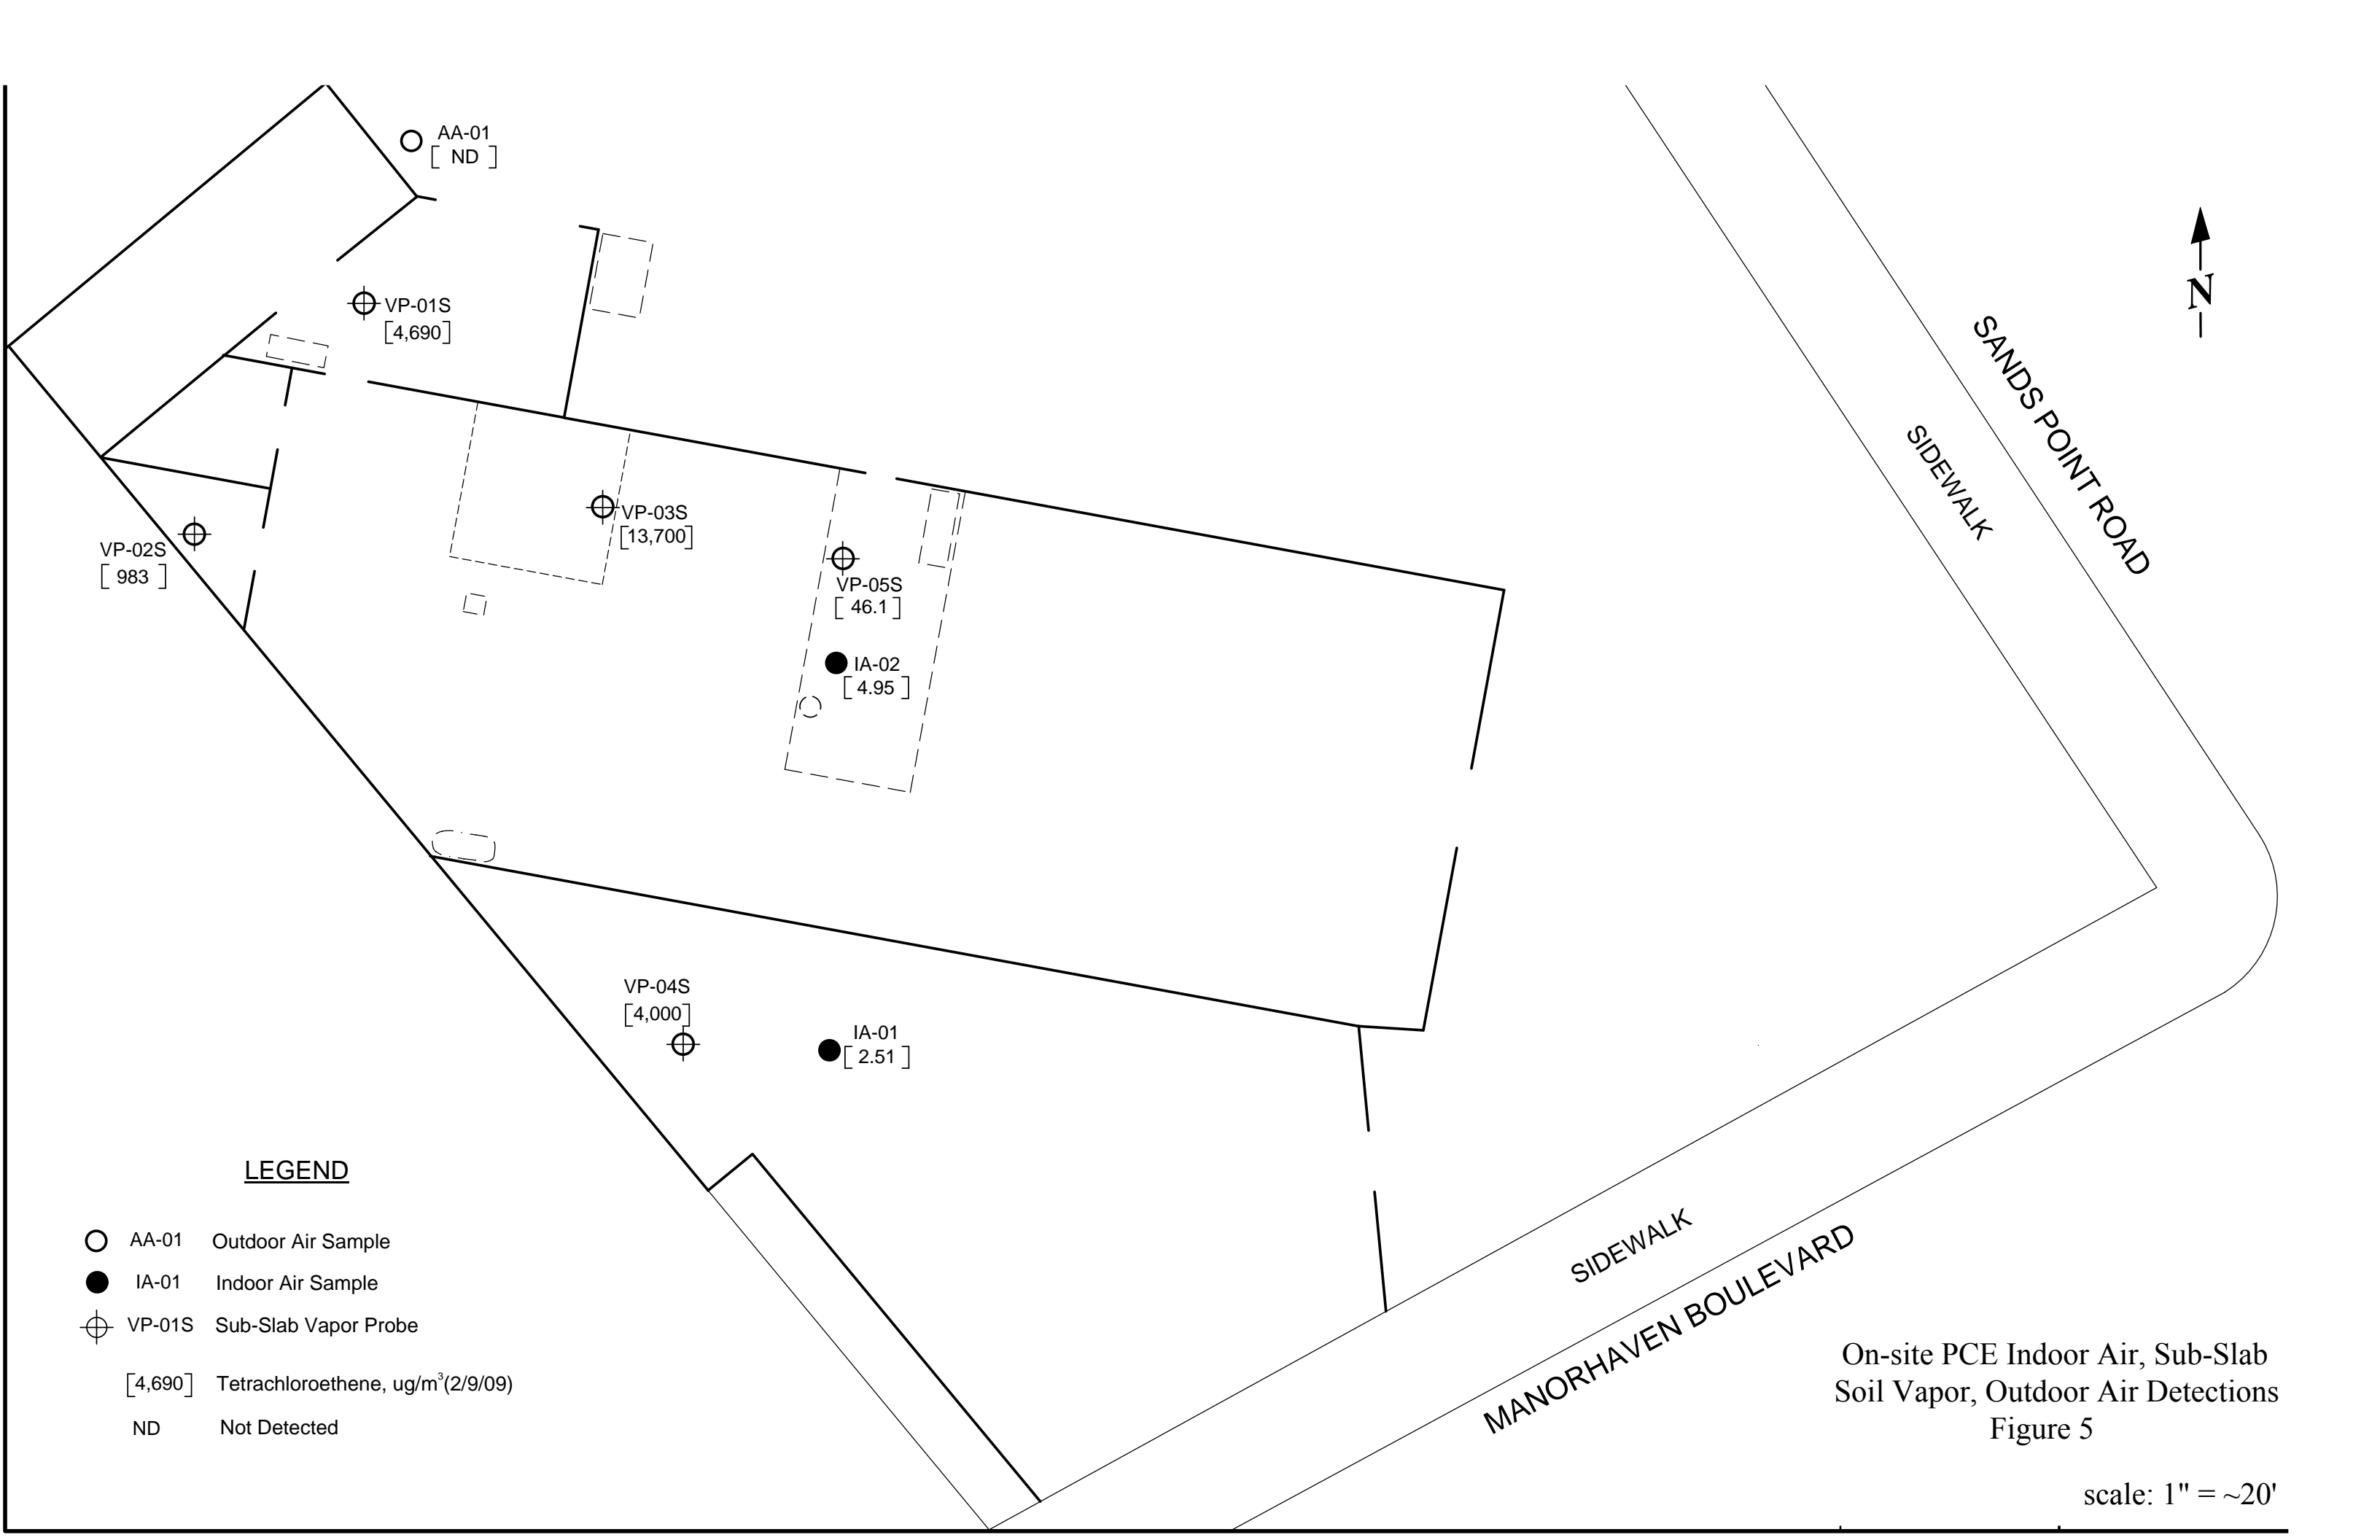 AA-01
[ ND ]
N
VP-01S
[4,690]
SANDS POINT ROAD
SIDEWALK
VP-03S
[13,700]
VP-02S
[ 983 ]
VP-05S
[ 46.1 ]
IA-02
[ 4.95 ]
VP-04S
[4,000]
IA-01
[ 2.51 ]
SIDEWALK
MANORHAVEN BOULEVARD
LEGEND
AA-01 Outdoor Air Sample
IA-01 Indoor Air Sample
VP-01S Sub-Slab Vapor Probe
[4,690] Tetrachloroethene, ug/m³(2/9/09)
ND Not Detected
On-site PCE Indoor Air, Sub-Slab
Soil Vapor, Outdoor Air Detections
Figure 5
scale: 1" = ~20'